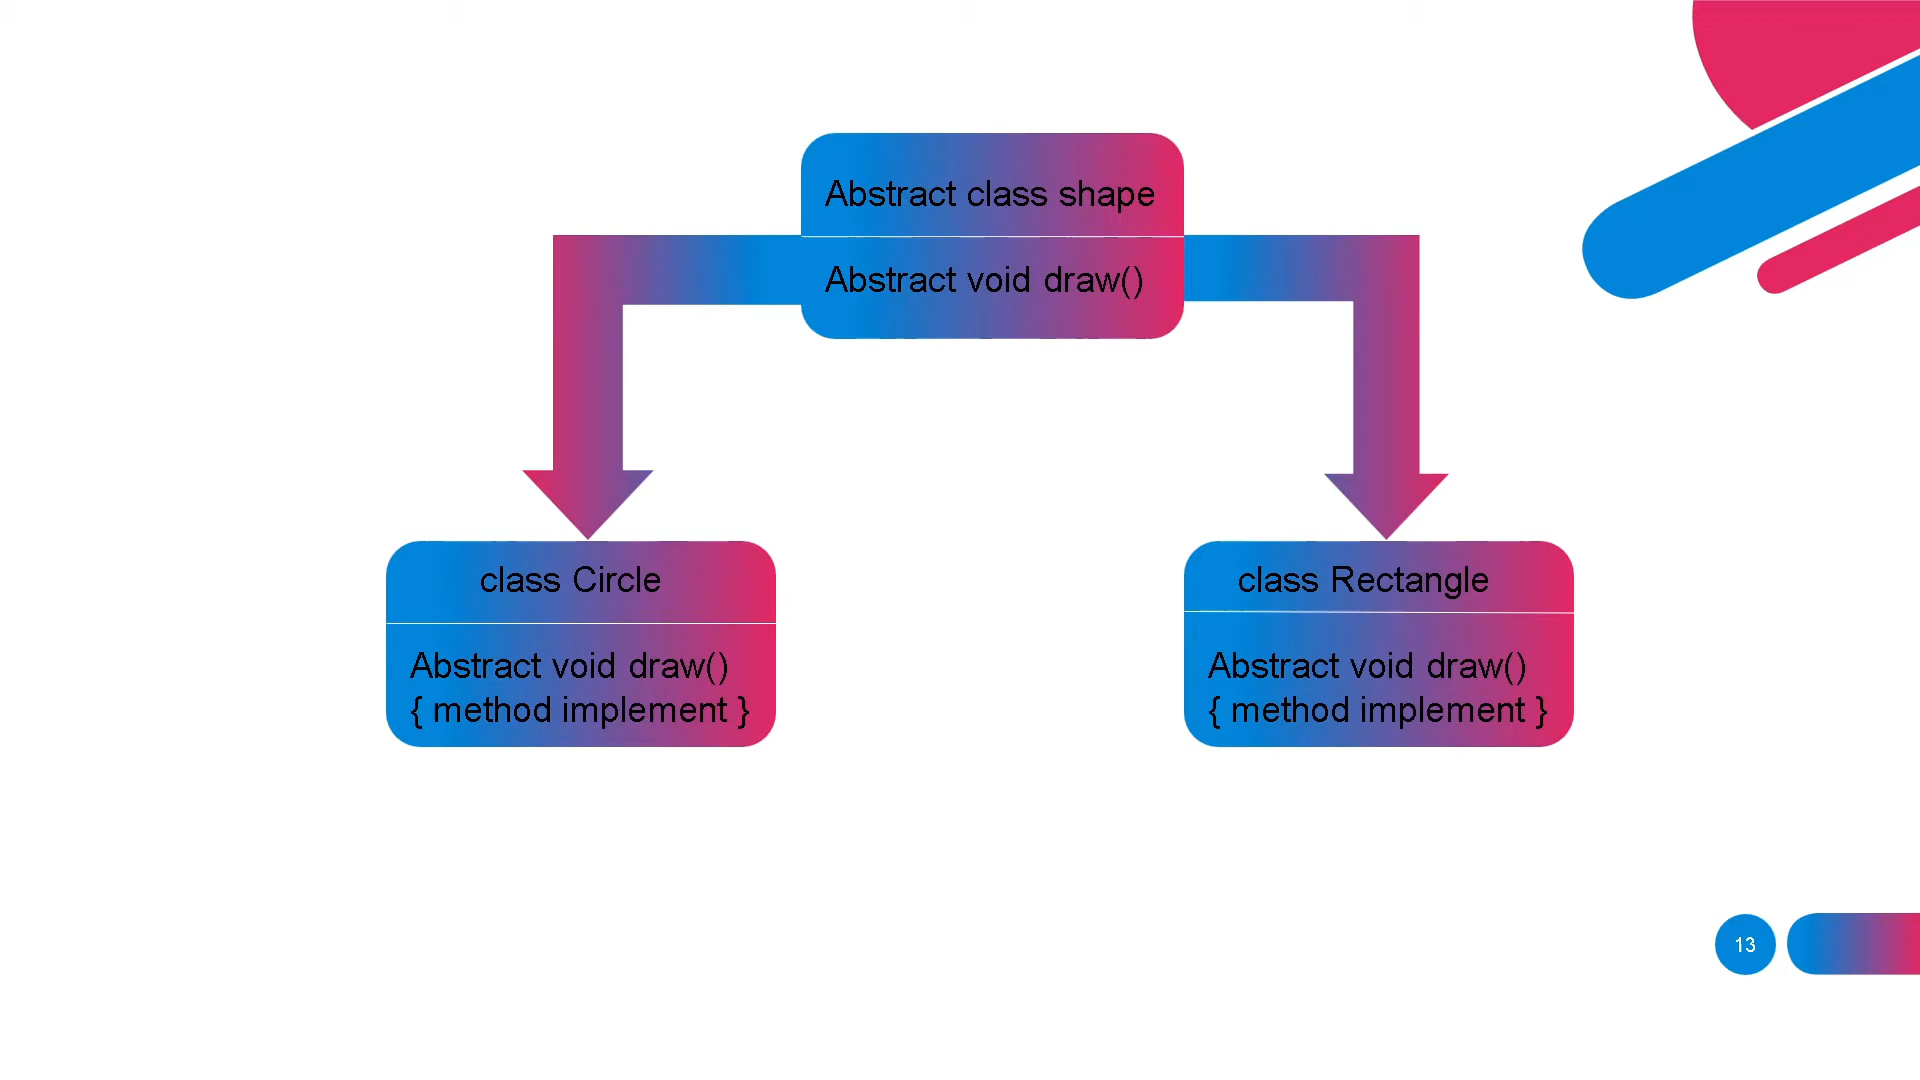 Abstract class shape
Abstract void draw()
class Circle
Abstract void draw()
{ method implement }
class Rectangle
Abstract void draw()
{ method implement }
13